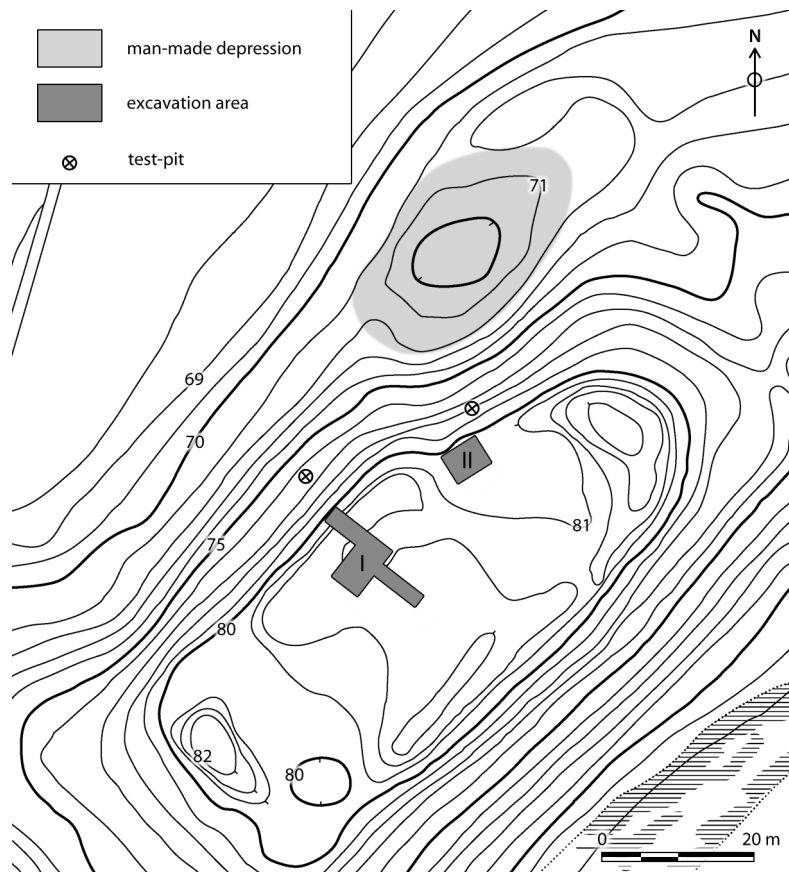 man-made depression
excavation area
test-pit
N
71
69
70
II
81
75
I
80
82
80
0 20 m